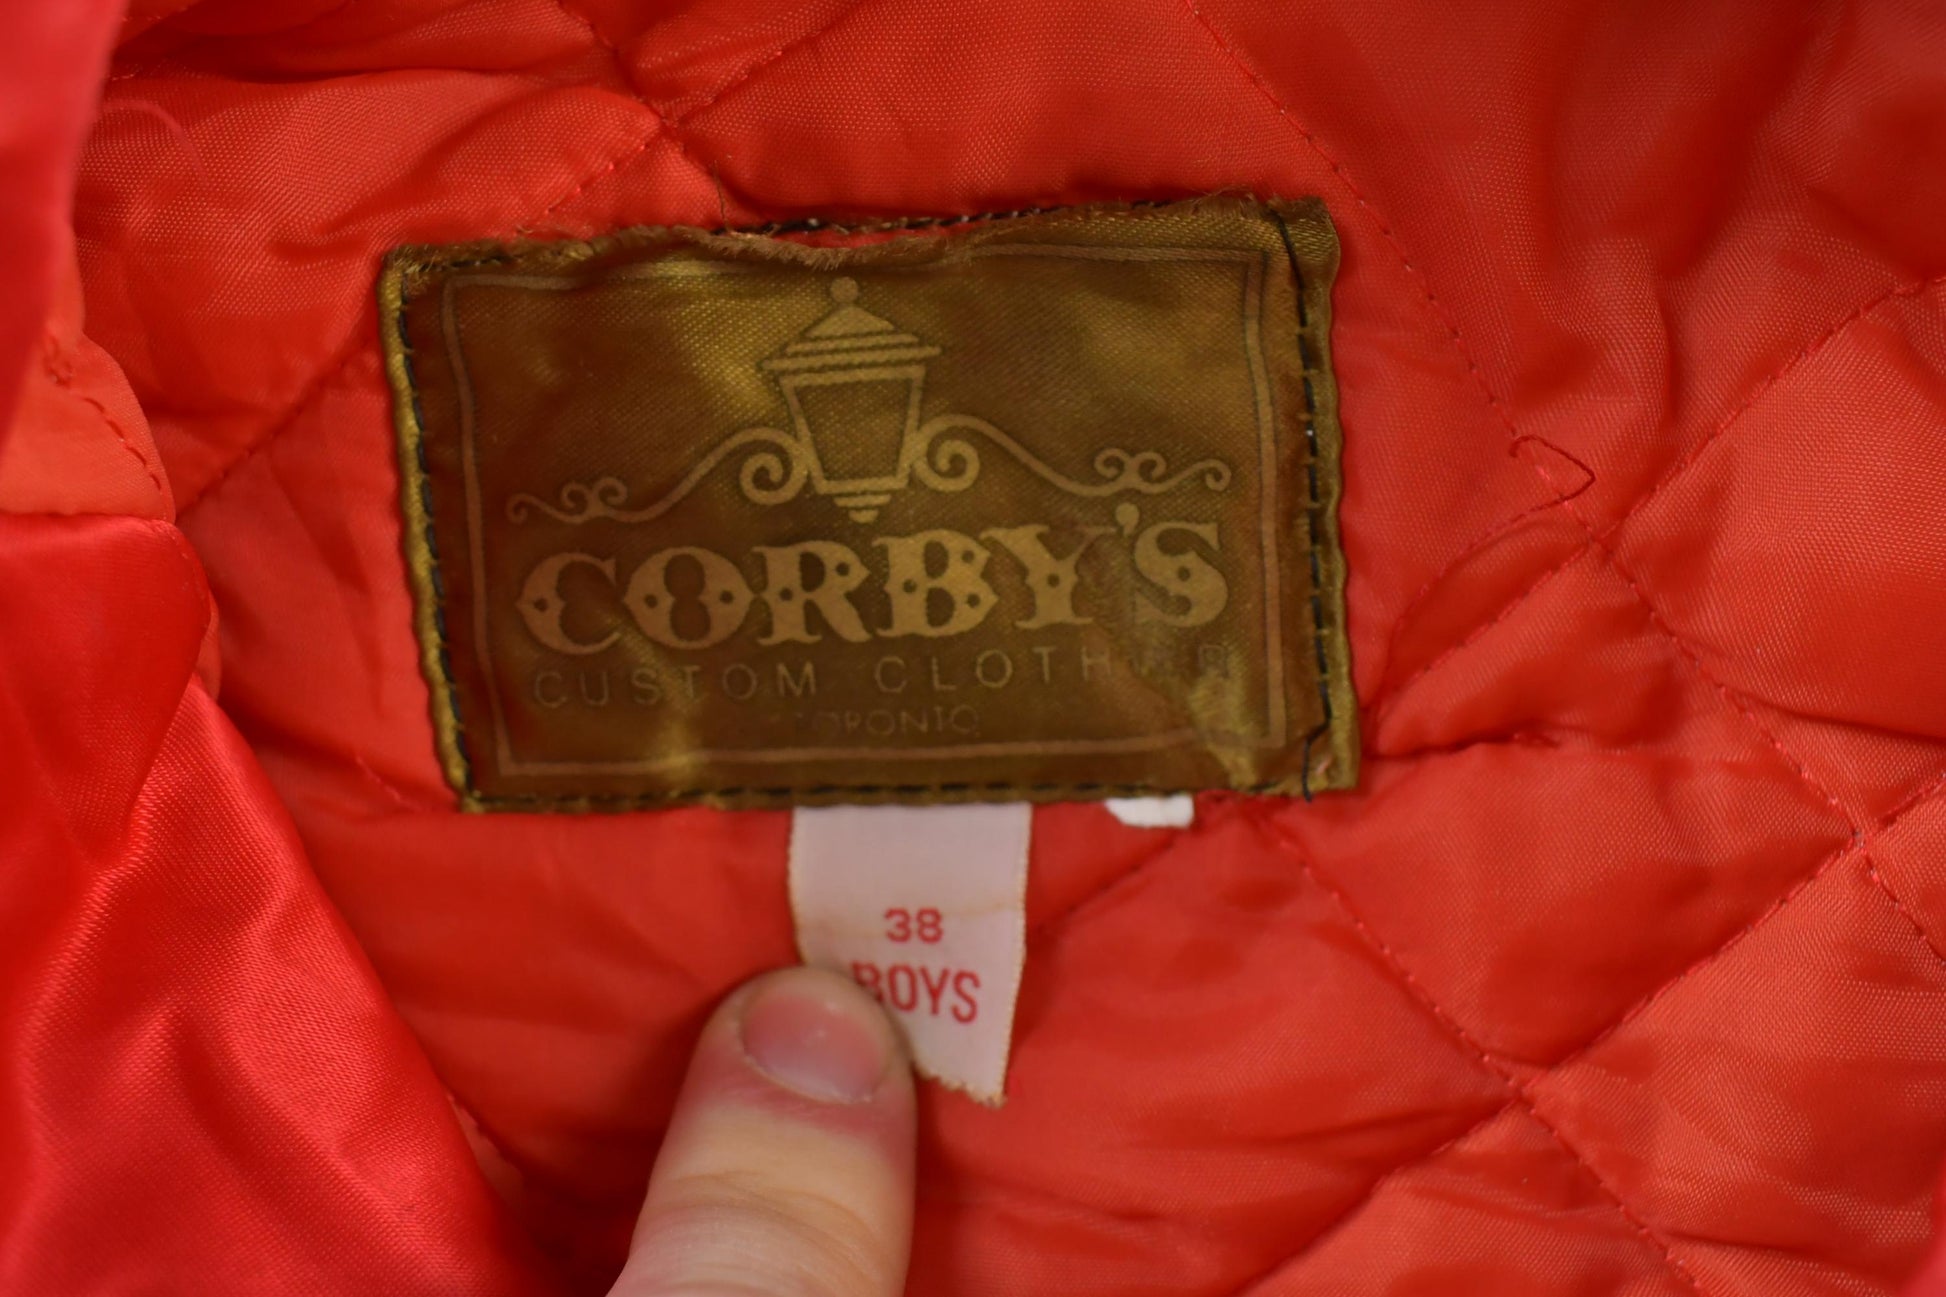 CORBY'S
CUSTOM CLOTHIER
TORONTO
38
BOYS